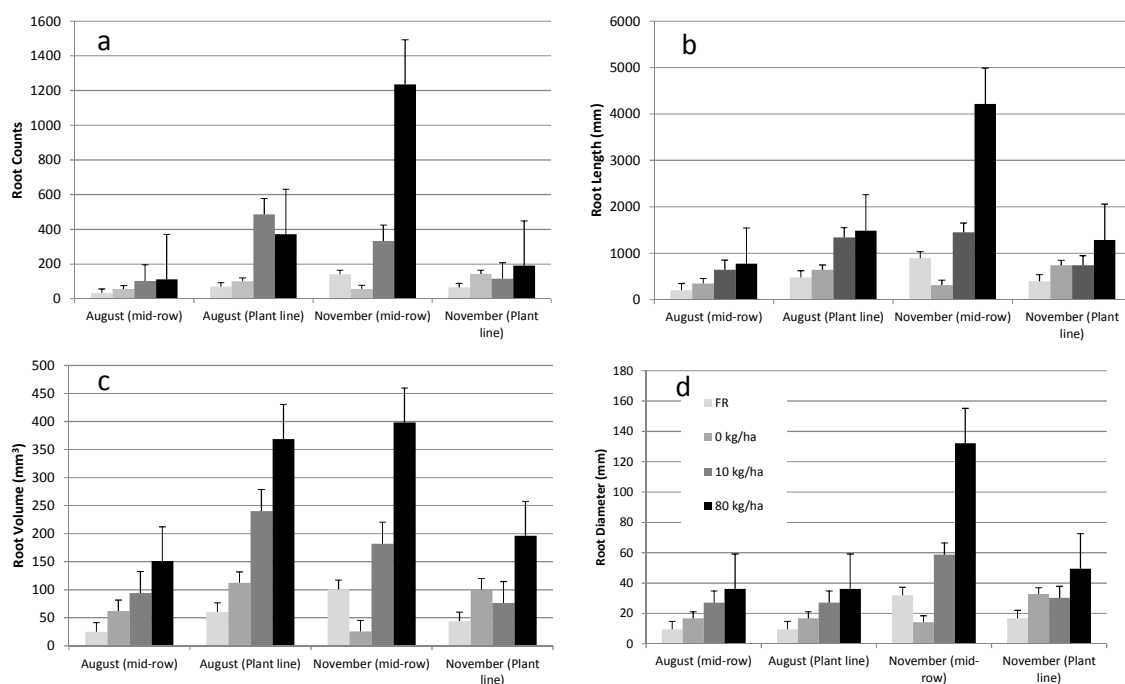 a
1600
1400
1200
1000
800
600
400
200
0
Root Counts
August (mid-row) August (Plant line) November (mid-row) November (Plant
line)
b
6000
5000
4000
3000
2000
1000
0
Root Length (mm)
August (mid-row) August (Plant line) November (mid-row) November (Plant
line)
c
500
450
400
350
300
250
200
150
100
50
0
Root Volume (mm³)
August (mid-row) August (Plant line) November (mid-row) November (Plant
line)
d
180
160
140
120
100
80
60
40
20
0
Root Diameter (mm)
FR
0 kg/ha
10 kg/ha
80 kg/ha
August (mid-row) August (Plant line) November (mid-
row) November (Plant
line)